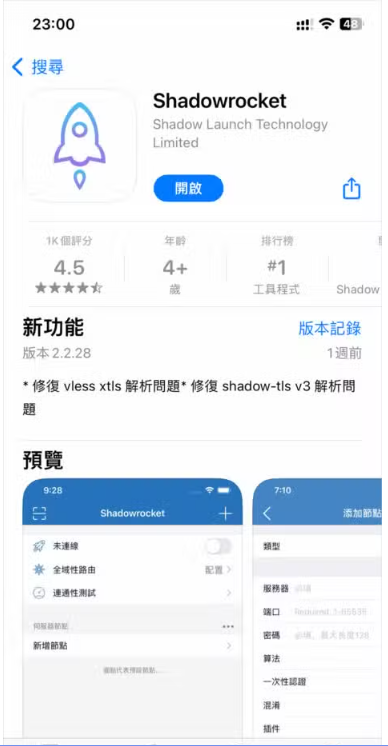 23:00
48
搜尋
Shadowrocket
Shadow Launch Technology
Limited
開啟
1K 個評分
年齡
排行榜
4.5
4+
#1
歲
工具程式
Shadow
新功能
版本記錄
版本 2.2.28
1 週前
* 修復 vless xtls 解析問題* 修復 shadow-tls v3 解析問
題
預覽
9:28
Shadowrocket
未連線
全域性路由
配置
連通性測試
伺服器節點
新增節點
7:10
添加節點
類型
服務器 必填
端口
密碼
算法
一次性認證
混淆
插件